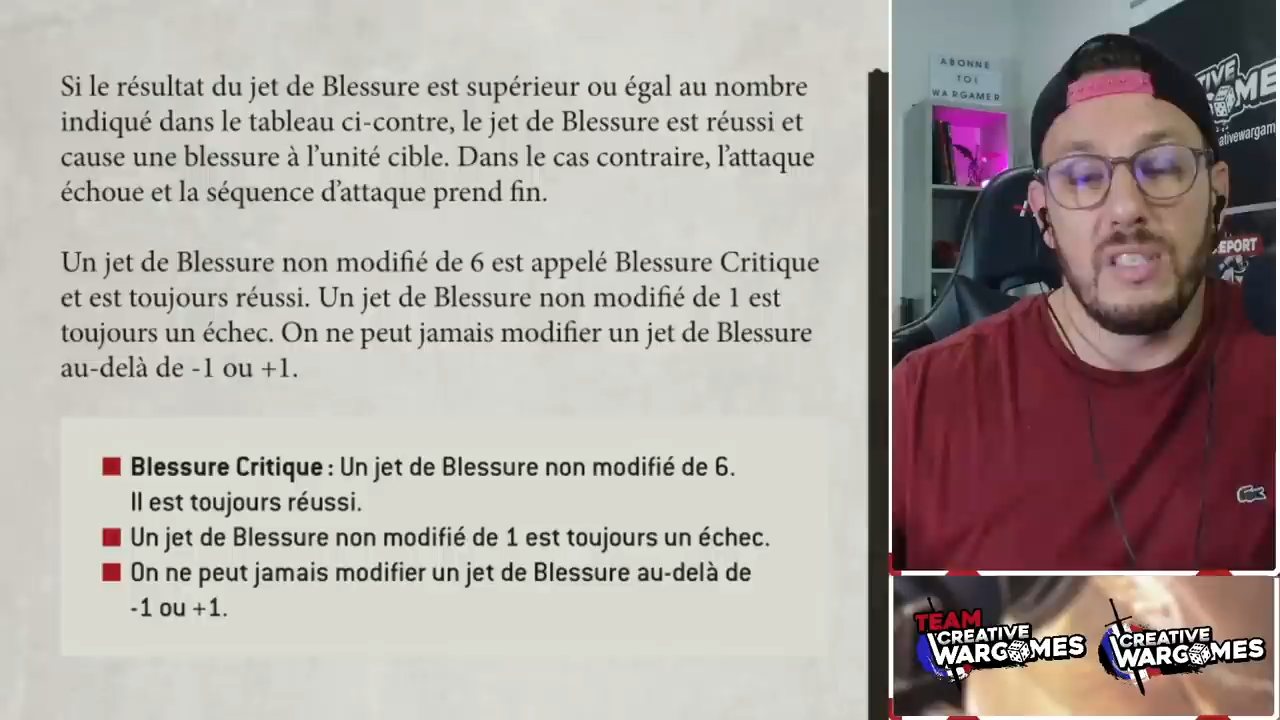 Si le résultat du jet de Blessure est supérieur ou égal au nombre
indiqué dans le tableau ci-contre, le jet de Blessure est réussi et
cause une blessure à l'unité cible. Dans le cas contraire, l'attaque
échoue et la séquence d'attaque prend fin.
Un jet de Blessure non modifié de 6 est appelé Blessure Critique
et est toujours réussi. Un jet de Blessure non modifié de 1 est
toujours un échec. On ne peut jamais modifier un jet de Blessure
au-delà de -1 ou +1.
Blessure Critique : Un jet de Blessure non modifié de 6.
Il est toujours réussi.
Un jet de Blessure non modifié de 1 est toujours un échec.
On ne peut jamais modifier un jet de Blessure au-delà de
-1 ou +1.
ABONNE
TOI
WARGAMER
TEAM
CREATIVE
WARGAMES
CREATIVE
WARGAMES